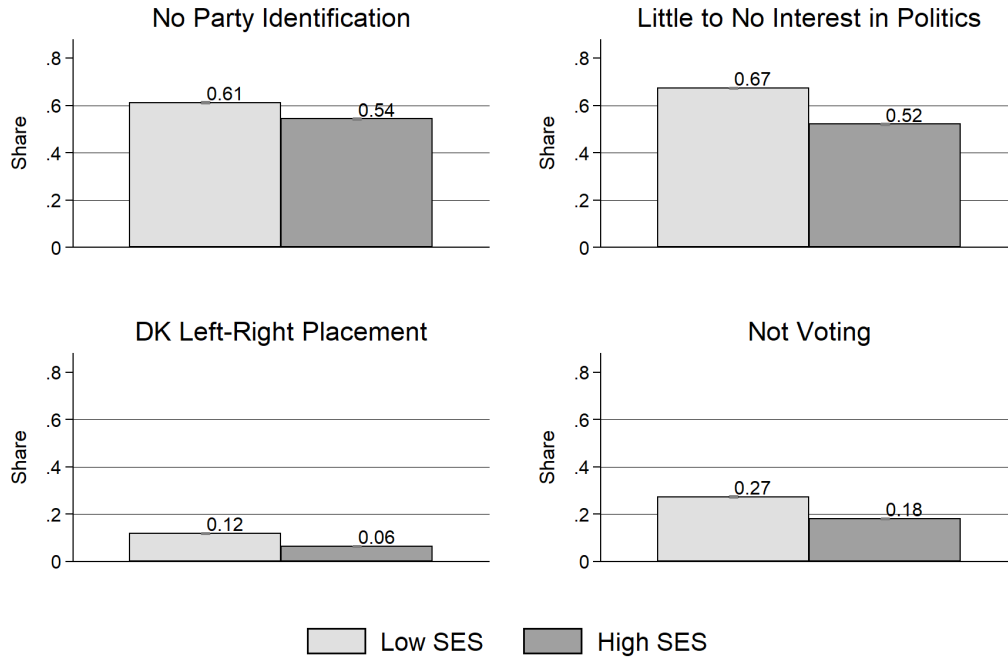 No Party Identification
Little to No Interest in Politics
Share
.8
.6
.4
.2
0
0.61
0.54
Share
.8
.6
.4
.2
0
0.67
0.52
DK Left-Right Placement
Not Voting
Share
.8
.6
.4
.2
0
0.12
0.06
Share
.8
.6
.4
.2
0
0.27
0.18
Low SES
High SES